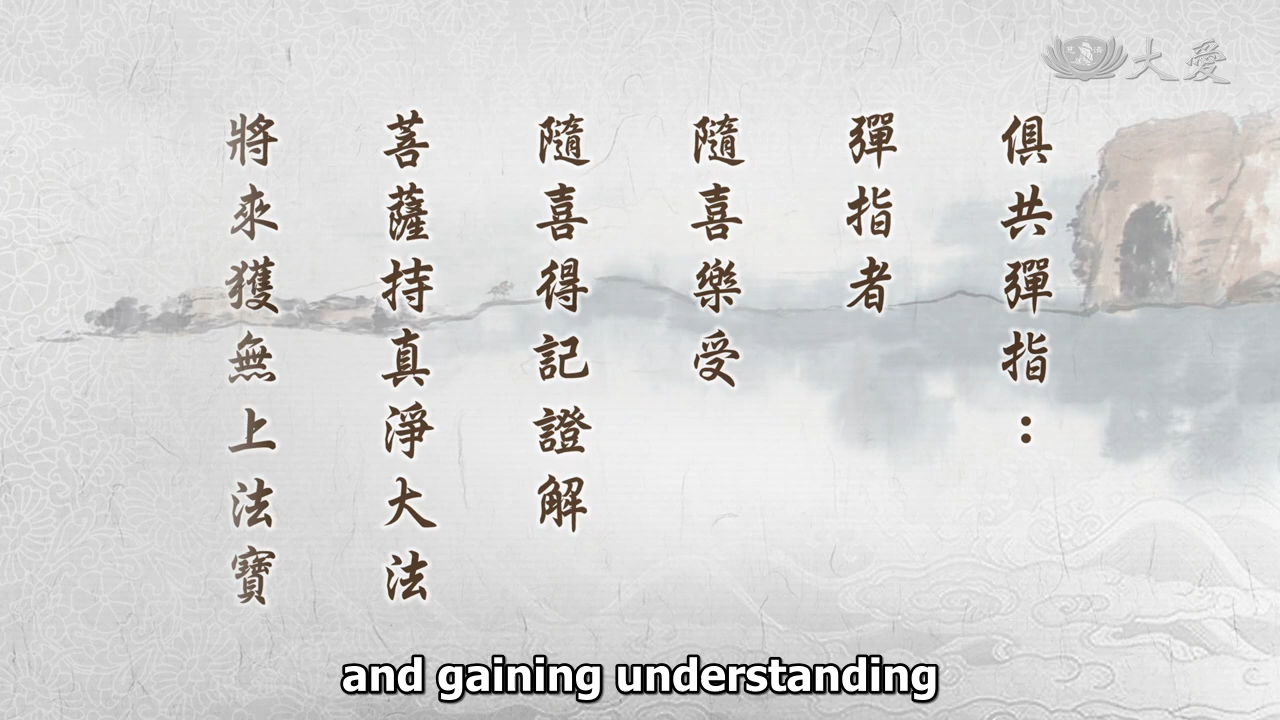 大愛
俱共彈指：
彈指者
隨喜樂受
隨喜得記證解
菩薩持真淨大法
將來獲無上法寶
and gaining understanding